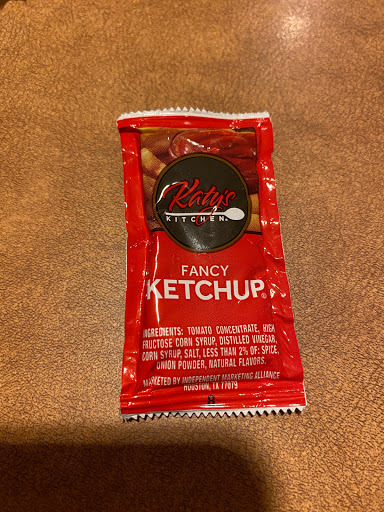 Katy's
KITCHEN
FANCY
KETCHUP®
INGREDIENTS: TOMATO CONCENTRATE, HIGH
FRUCTOSE CORN SYRUP, DISTILLED VINEGAR,
CORN SYRUP, SALT, LESS THAN 2% OF: SPICE,
ONION POWDER, NATURAL FLAVORS.
MARKETED BY INDEPENDENT MARKETING ALLIANCE
HOUSTON, TX 77079